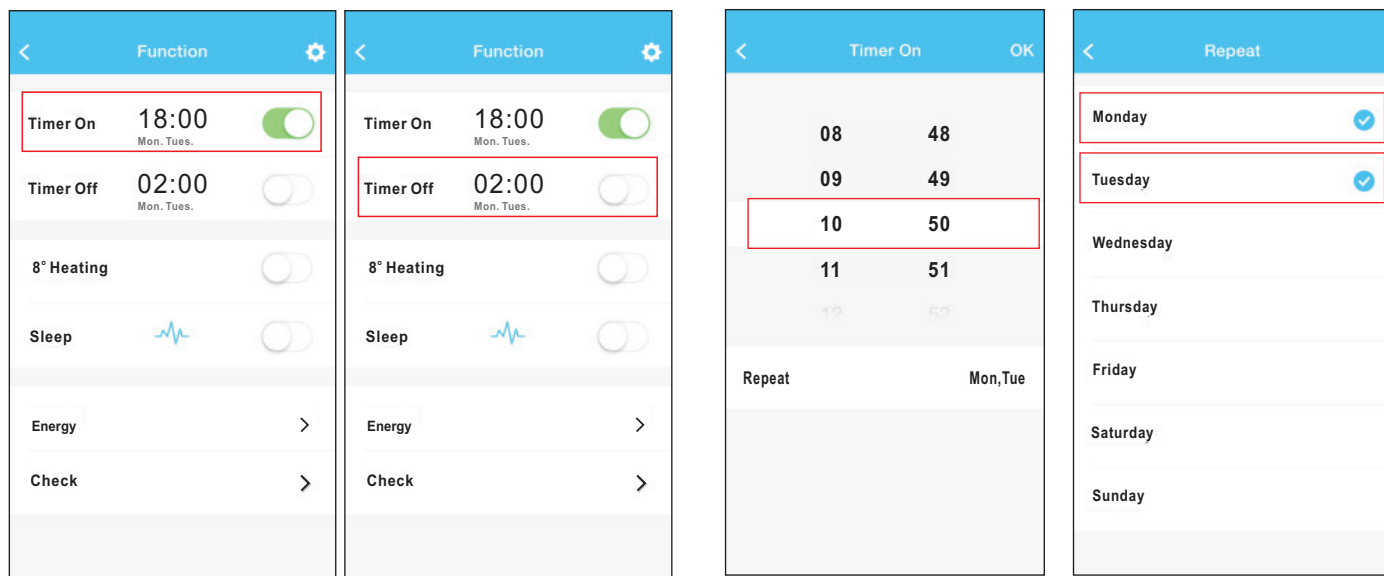 Function
Timer On 18:00
Mon. Tues.
Timer Off 02:00
Mon. Tues.
8° Heating
Sleep
Energy
Check
Function
Timer On 18:00
Mon. Tues.
Timer Off 02:00
Mon. Tues.
8° Heating
Sleep
Energy
Check
Timer On OK
08 48
09 49
10 50
11 51
12 52
Repeat Mon,Tue
Repeat
Monday
Tuesday
Wednesday
Thursday
Friday
Saturday
Sunday